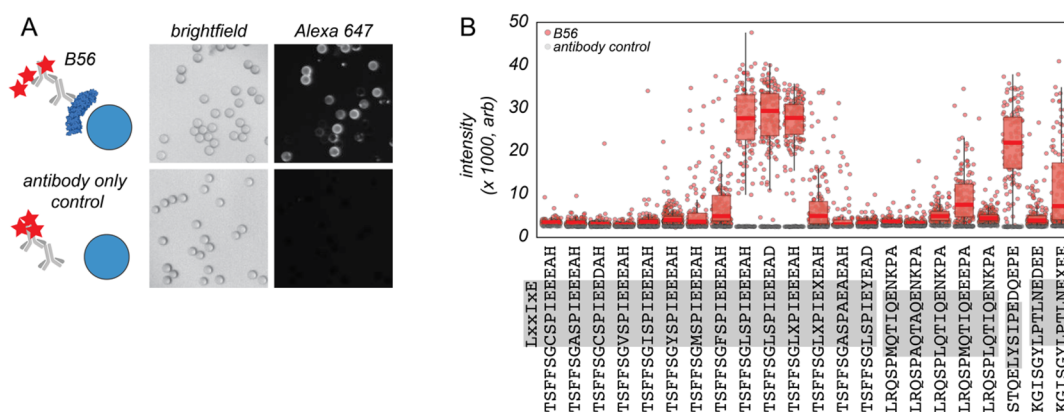 A
B56
brightfield
Alexa 647
antibody only
control
B
B56
antibody control
intensity
(x 1000, arb)
50
40
30
20
10
0
LxxIxE
TSFFSGCSPIEEEAH
TSFFSGASPIEEEAH
TSFFSGCSPIEEDAH
TSFFSGVSPIEEEAH
TSFFSGISPIEEEAH
TSFFSGYSPIEEEAH
TSFFSGMSPIEEEAH
TSFFSGFSPIEEEAH
TSFFSGLSPIEEEAH
TSFFSGLSPIEEEAD
TSFFSGLXPIEEEAH
TSFFSGLXPIEXEAH
TSFFSGASPAEAEAH
TSFFSGLSPIEYEAD
LRQSPMQTIQENKPA
LRQSPAQTAQENKPA
LRQSPLQTIQENKPA
LRQSPMQTIQEEEPA
LRQSPLQTIQENKPA
STQELYSIPEDQEPE
KGISGYLPTLNEDEE